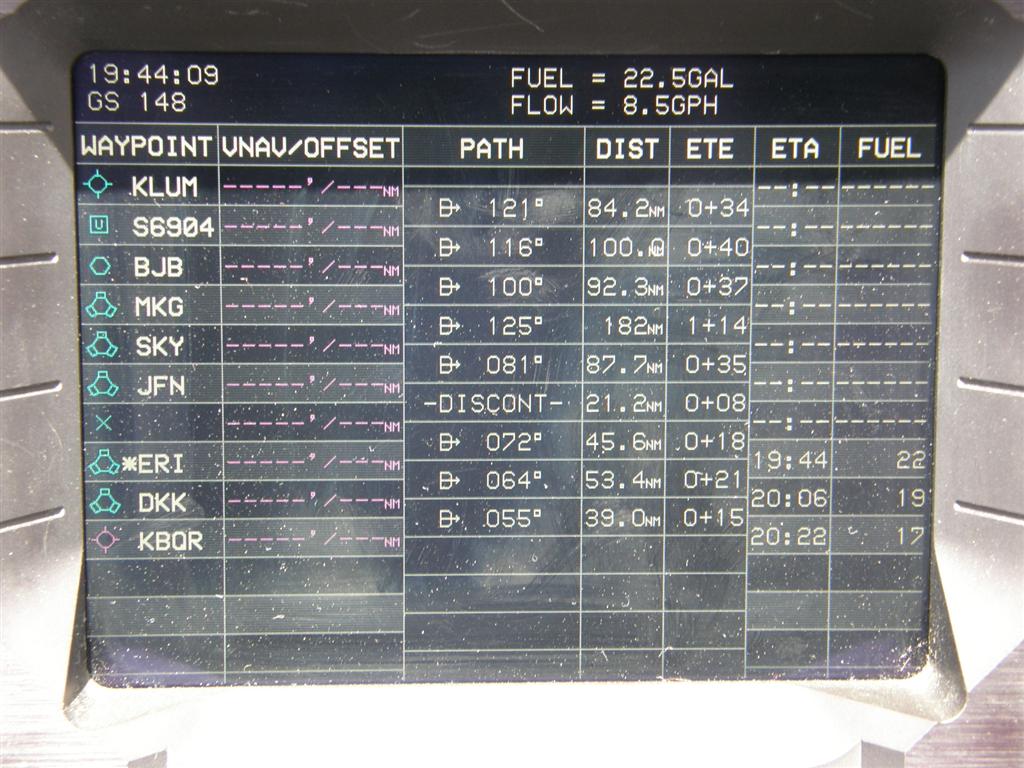 19:44:09
GS 148
FUEL = 22.5GAL
FLOW = 8.5GPH
WAYPOINT VNAV/OFFSET PATH DIST ETE ETA FUEL
KLUM -----'/---NM --:-- -----
121° 84.2NM 0+34
U S6904 -----'/---NM --:-- -----
116° 100.NM 0+40
BJB -----'/---NM --:-- -----
100° 92.3NM 0+37
MKG -----'/---NM --:-- -----
125° 182NM 1+14
SKY -----'/---NM --:-- -----
081° 87.7NM 0+35
JFN -----'/---NM --:-- -----
-DISCONT- 21.2NM 0+08
-----'/---NM --:-- -----
072° 45.6NM 0+18
*ERI -----'/---NM 19:44 22
064° 53.4NM 0+21
DKK -----'/---NM 20:06 19
055° 39.0NM 0+15
KBQR -----'/---NM 20:22 17